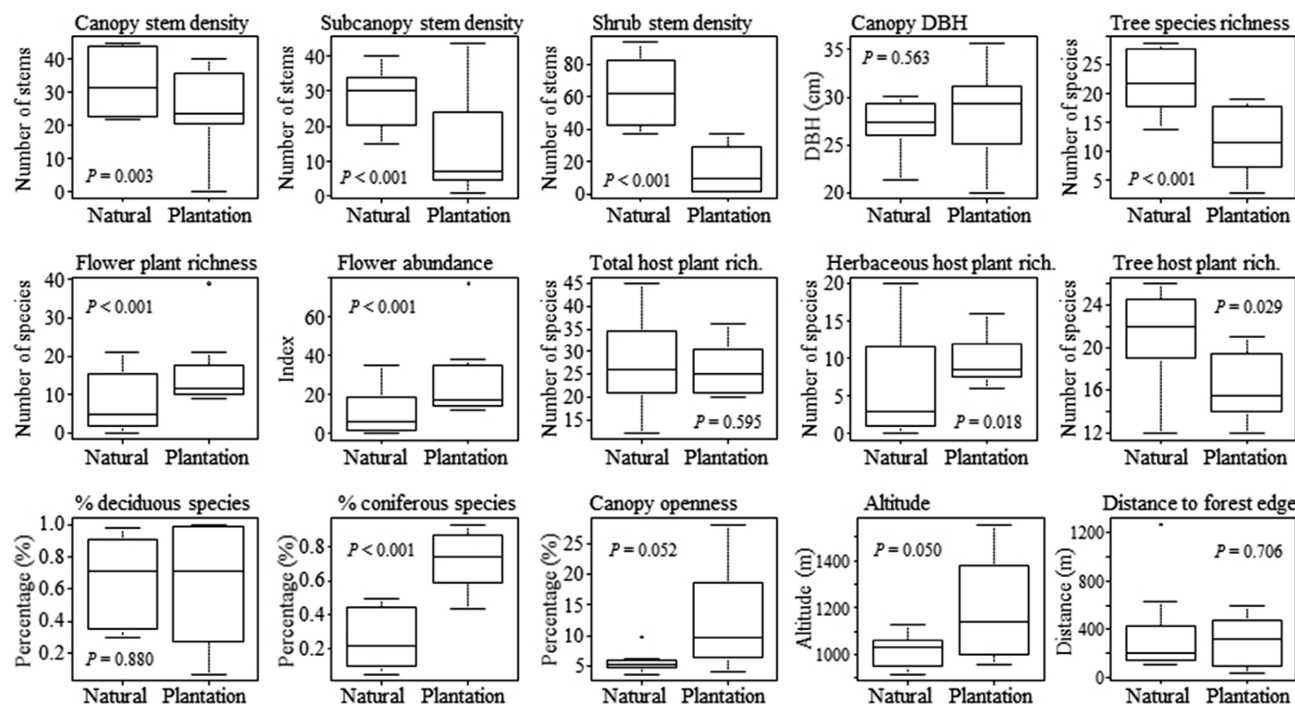 Canopy stem density
Number of stems
40
30
20
10
0
P = 0.003
Natural Plantation
Subcanopy stem density
Number of stems
40
30
20
10
0
P < 0.001
Natural Plantation
Shrub stem density
Number of stems
80
60
40
20
0
P < 0.001
Natural Plantation
Canopy DBH
DBH (cm)
35
30
25
20
P = 0.563
Natural Plantation
Tree species richness
Number of species
25
20
15
10
5
P < 0.001
Natural Plantation
Flower plant richness
Number of species
40
30
20
10
0
P < 0.001
Natural Plantation
Flower abundance
Index
60
40
20
0
P < 0.001
Natural Plantation
Total host plant rich.
Number of species
45
40
35
30
25
20
15
P = 0.595
Natural Plantation
Herbaceous host plant rich.
Number of species
20
15
10
5
0
P = 0.018
Natural Plantation
Tree host plant rich.
Number of species
24
20
16
12
P = 0.029
Natural Plantation
% deciduous species
Percentage (%)
1.0
0.8
0.6
0.4
0.2
P = 0.880
Natural Plantation
% coniferous species
Percentage (%)
0.8
0.6
0.4
0.2
P < 0.001
Natural Plantation
Canopy openness
Percentage (%)
25
20
15
10
5
P = 0.052
Natural Plantation
Altitude
Altitude (m)
1400
1200
1000
P = 0.050
Natural Plantation
Distance to forest edge
Distance (m)
1200
800
400
0
P = 0.706
Natural Plantation